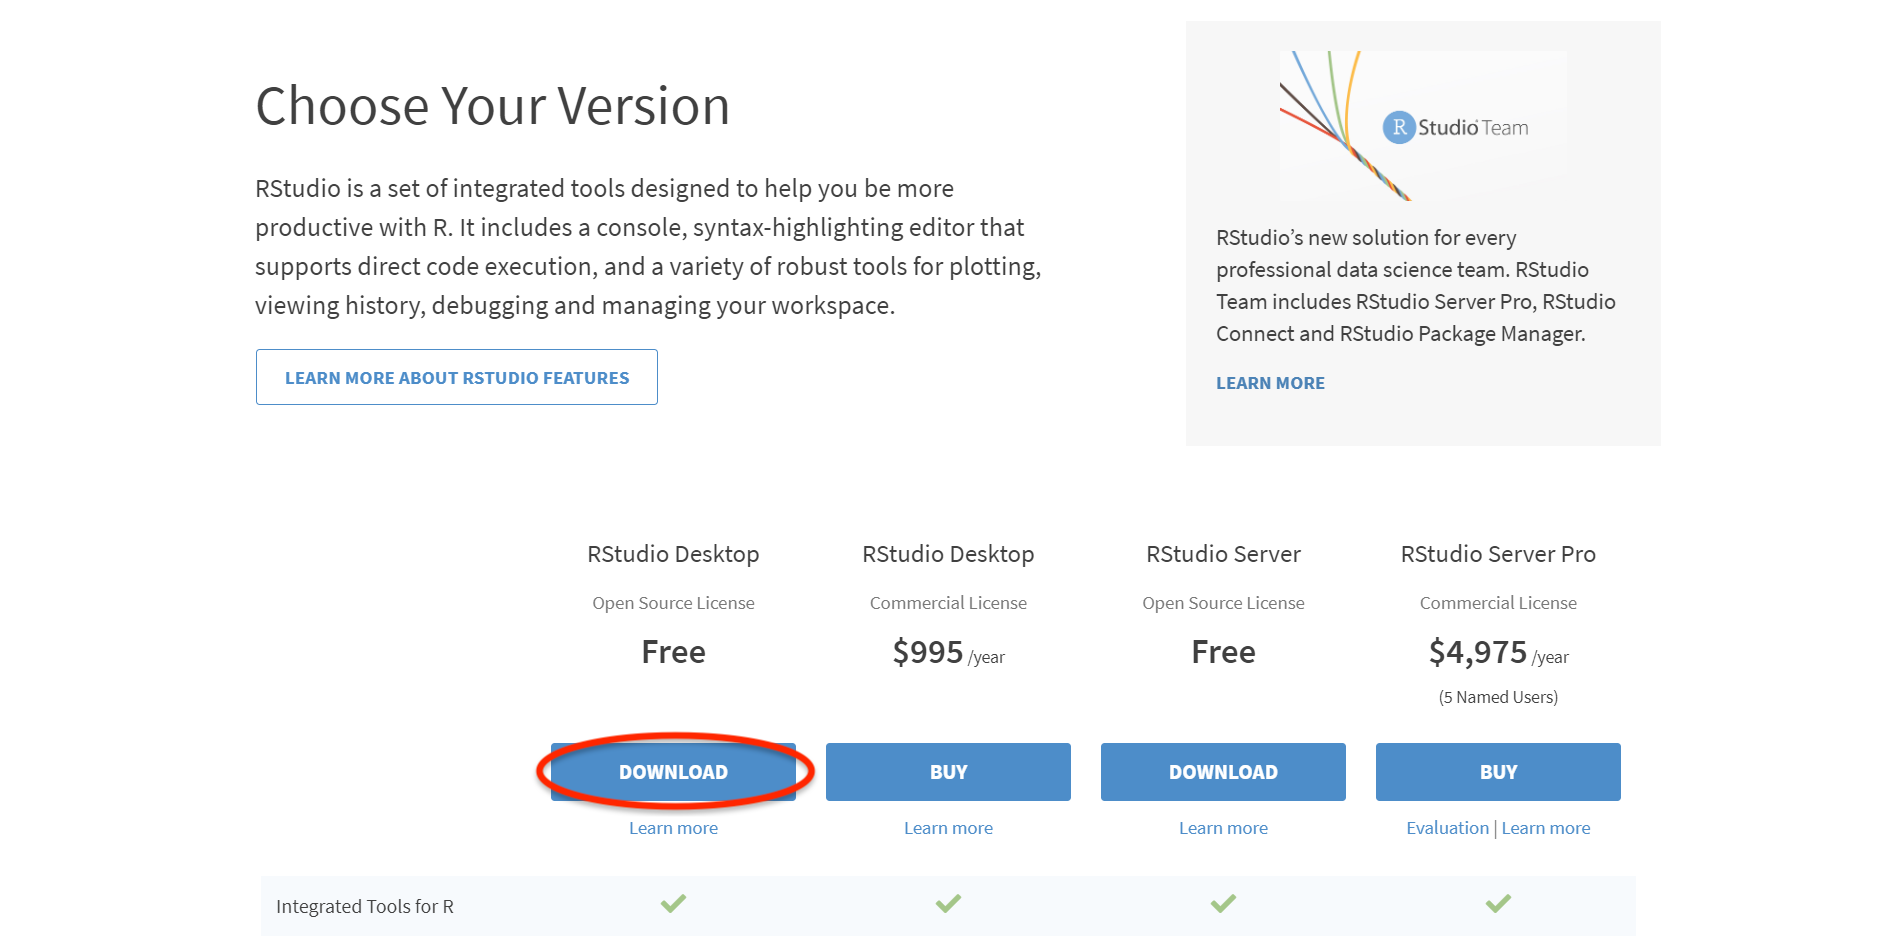 Choose Your Version
RStudio is a set of integrated tools designed to help you be more
productive with R. It includes a console, syntax-highlighting editor that
supports direct code execution, and a variety of robust tools for plotting,
viewing history, debugging and managing your workspace.
LEARN MORE ABOUT RSTUDIO FEATURES
R Studio Team
RStudio’s new solution for every
professional data science team. RStudio
Team includes RStudio Server Pro, RStudio
Connect and RStudio Package Manager.
LEARN MORE
RStudio Desktop
Open Source License
Free
DOWNLOAD
Learn more
RStudio Desktop
Commercial License
$995 /year
BUY
Learn more
RStudio Server
Open Source License
Free
DOWNLOAD
Learn more
RStudio Server Pro
Commercial License
$4,975 /year
(5 Named Users)
BUY
Evaluation | Learn more
Integrated Tools for R